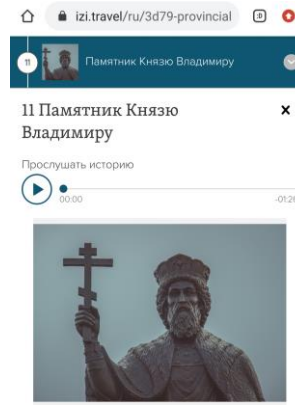 izi.travel/ru/3d79-provincial
:D
11 Памятник Князю Владимиру
11 Памятник Князю
Владимиру
Прослушать историю
00:00 -01:26